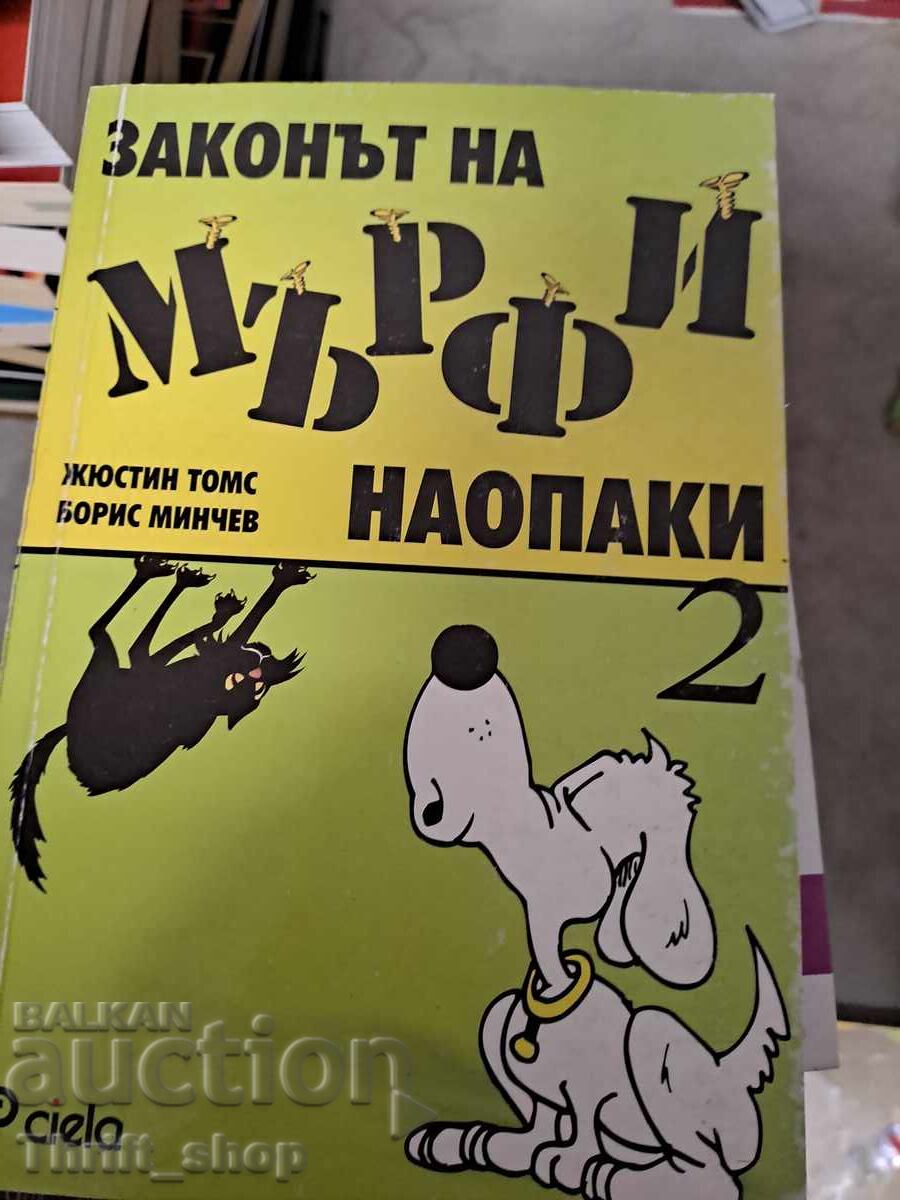 ЗАКОНЪТ НА
МЪРФИ
ЖЮСТИН ТОМС
БОРИС МИНЧЕВ
НАОПАКИ
2
BALKAN
auction
ciela
Thrift_shop